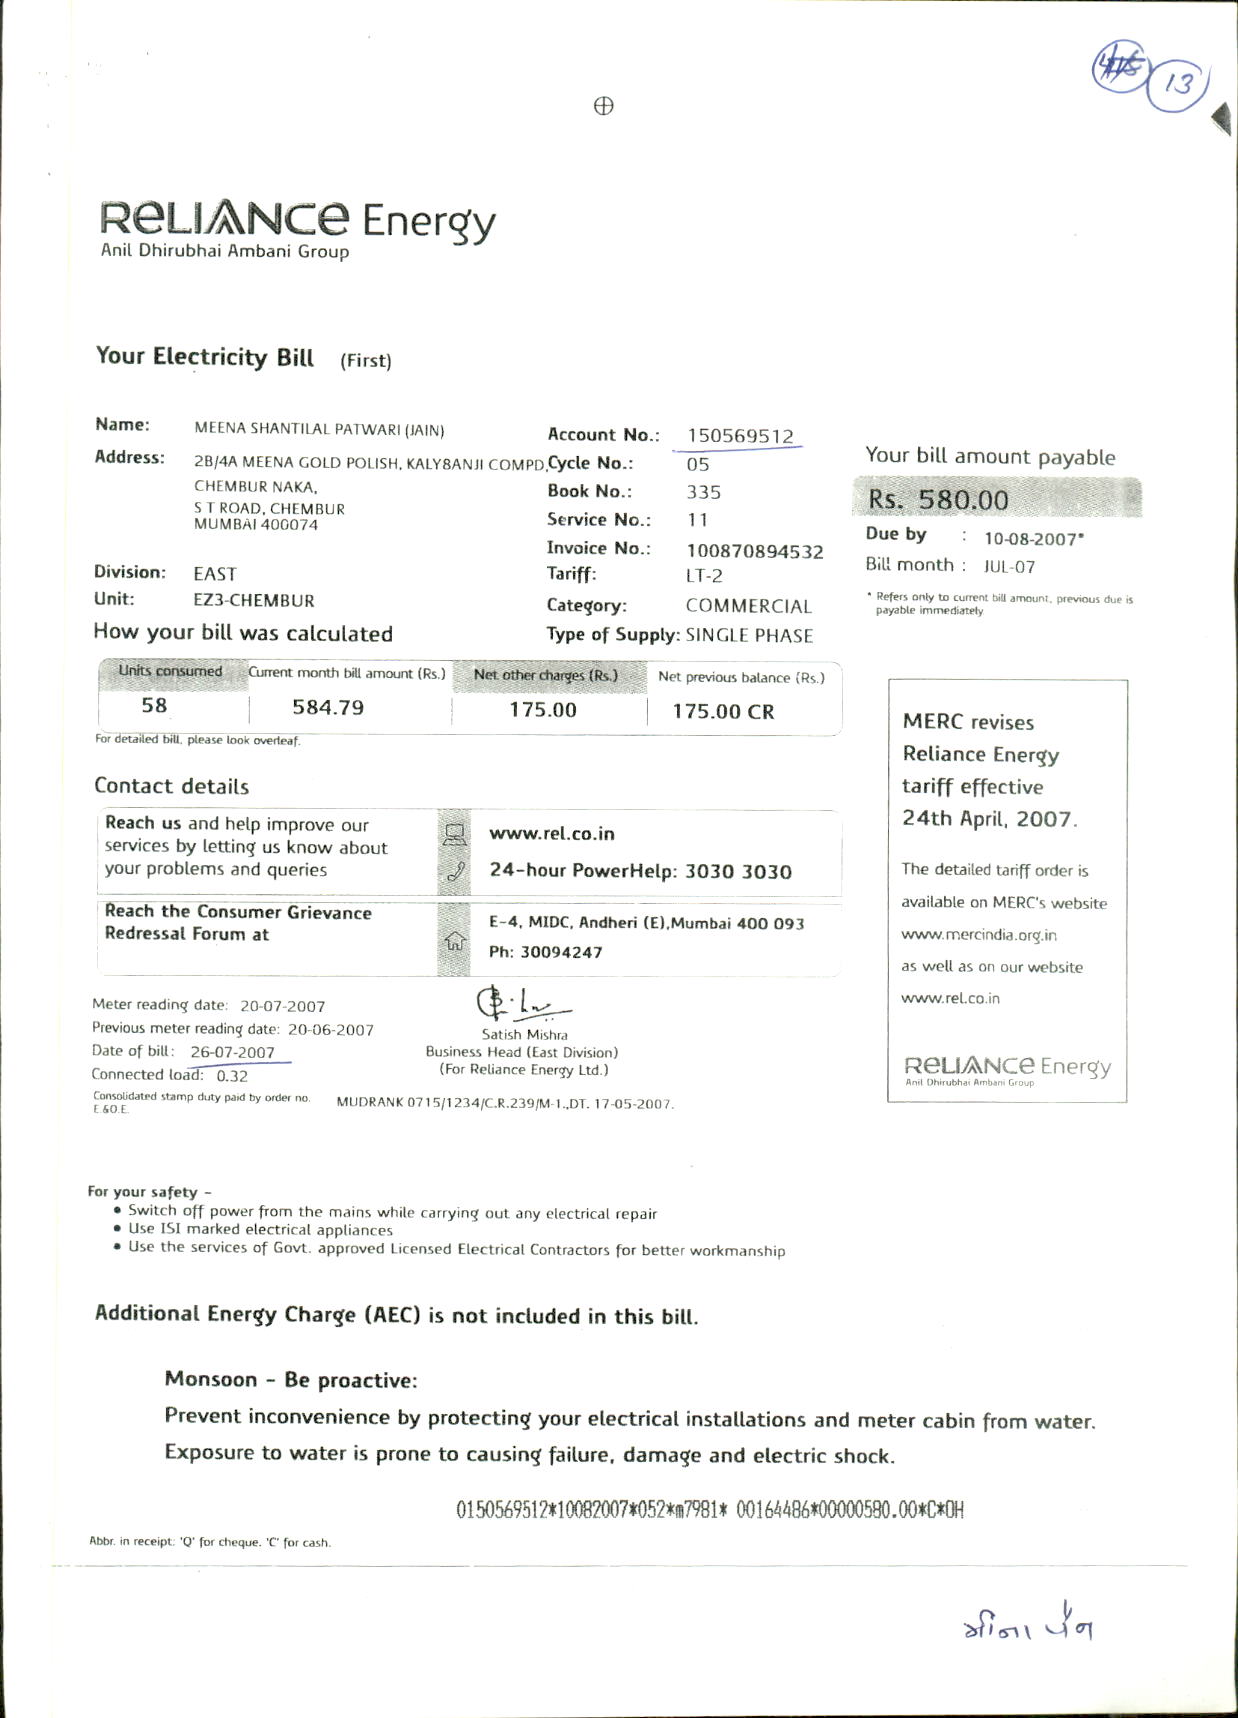 13
RELIANCE Energy
Anil Dhirubhai Ambani Group
Your Electricity Bill (First)
Name: MEENA SHANTILAL PATWARI (JAIN)
Address: 2B/4A MEENA GOLD POLISH, KALY8ANJI COMPD,
CHEMBUR NAKA,
S T ROAD, CHEMBUR
MUMBAI 400074
Division: EAST
Unit: EZ3-CHEMBUR
Account No.: 150569512
Cycle No.: 05
Book No.: 335
Service No.: 11
Invoice No.: 100870894532
Tariff: LT-2
Category: COMMERCIAL
Type of Supply: SINGLE PHASE
Your bill amount payable
Rs. 580.00
Due by : 10-08-2007*
Bill month : JUL-07
* Refers only to current bill amount, previous due is
payable immediately
How your bill was calculated
Units consumed Current month bill amount (Rs.) Net other charges (Rs.) Net previous balance (Rs.)
58 584.79 175.00 175.00 CR
For detailed bill, please look overleaf.
Contact details
Reach us and help improve our
services by letting us know about
your problems and queries
www.rel.co.in
24-hour PowerHelp: 3030 3030
Reach the Consumer Grievance
Redressal Forum at
E-4, MIDC, Andheri (E),Mumbai 400 093
Ph: 30094247
MERC revises
Reliance Energy
tariff effective
24th April, 2007.
The detailed tariff order is
available on MERC's website
www.mercindia.org.in
as well as on our website
www.rel.co.in
RELIANCE Energy
Anil Dhirubhai Ambani Group
Meter reading date: 20-07-2007
Previous meter reading date: 20-06-2007
Date of bill: 26-07-2007
Connected load: 0.32
Satish Mishra
Business Head (East Division)
(For Reliance Energy Ltd.)
Consolidated stamp duty paid by order no. MUDRANK 0715/1234/C.R.239/M-1.,DT. 17-05-2007.
E.&O.E.
For your safety –
• Switch off power from the mains while carrying out any electrical repair
• Use ISI marked electrical appliances
• Use the services of Govt. approved Licensed Electrical Contractors for better workmanship
Additional Energy Charge (AEC) is not included in this bill.
Monsoon - Be proactive:
Prevent inconvenience by protecting your electrical installations and meter cabin from water.
Exposure to water is prone to causing failure, damage and electric shock.
0150569512*10082007*052*m7981* 00164486*00000580.00*C*OH
Abbr. in receipt: 'Q' for cheque. 'C' for cash.
મીના જૈન